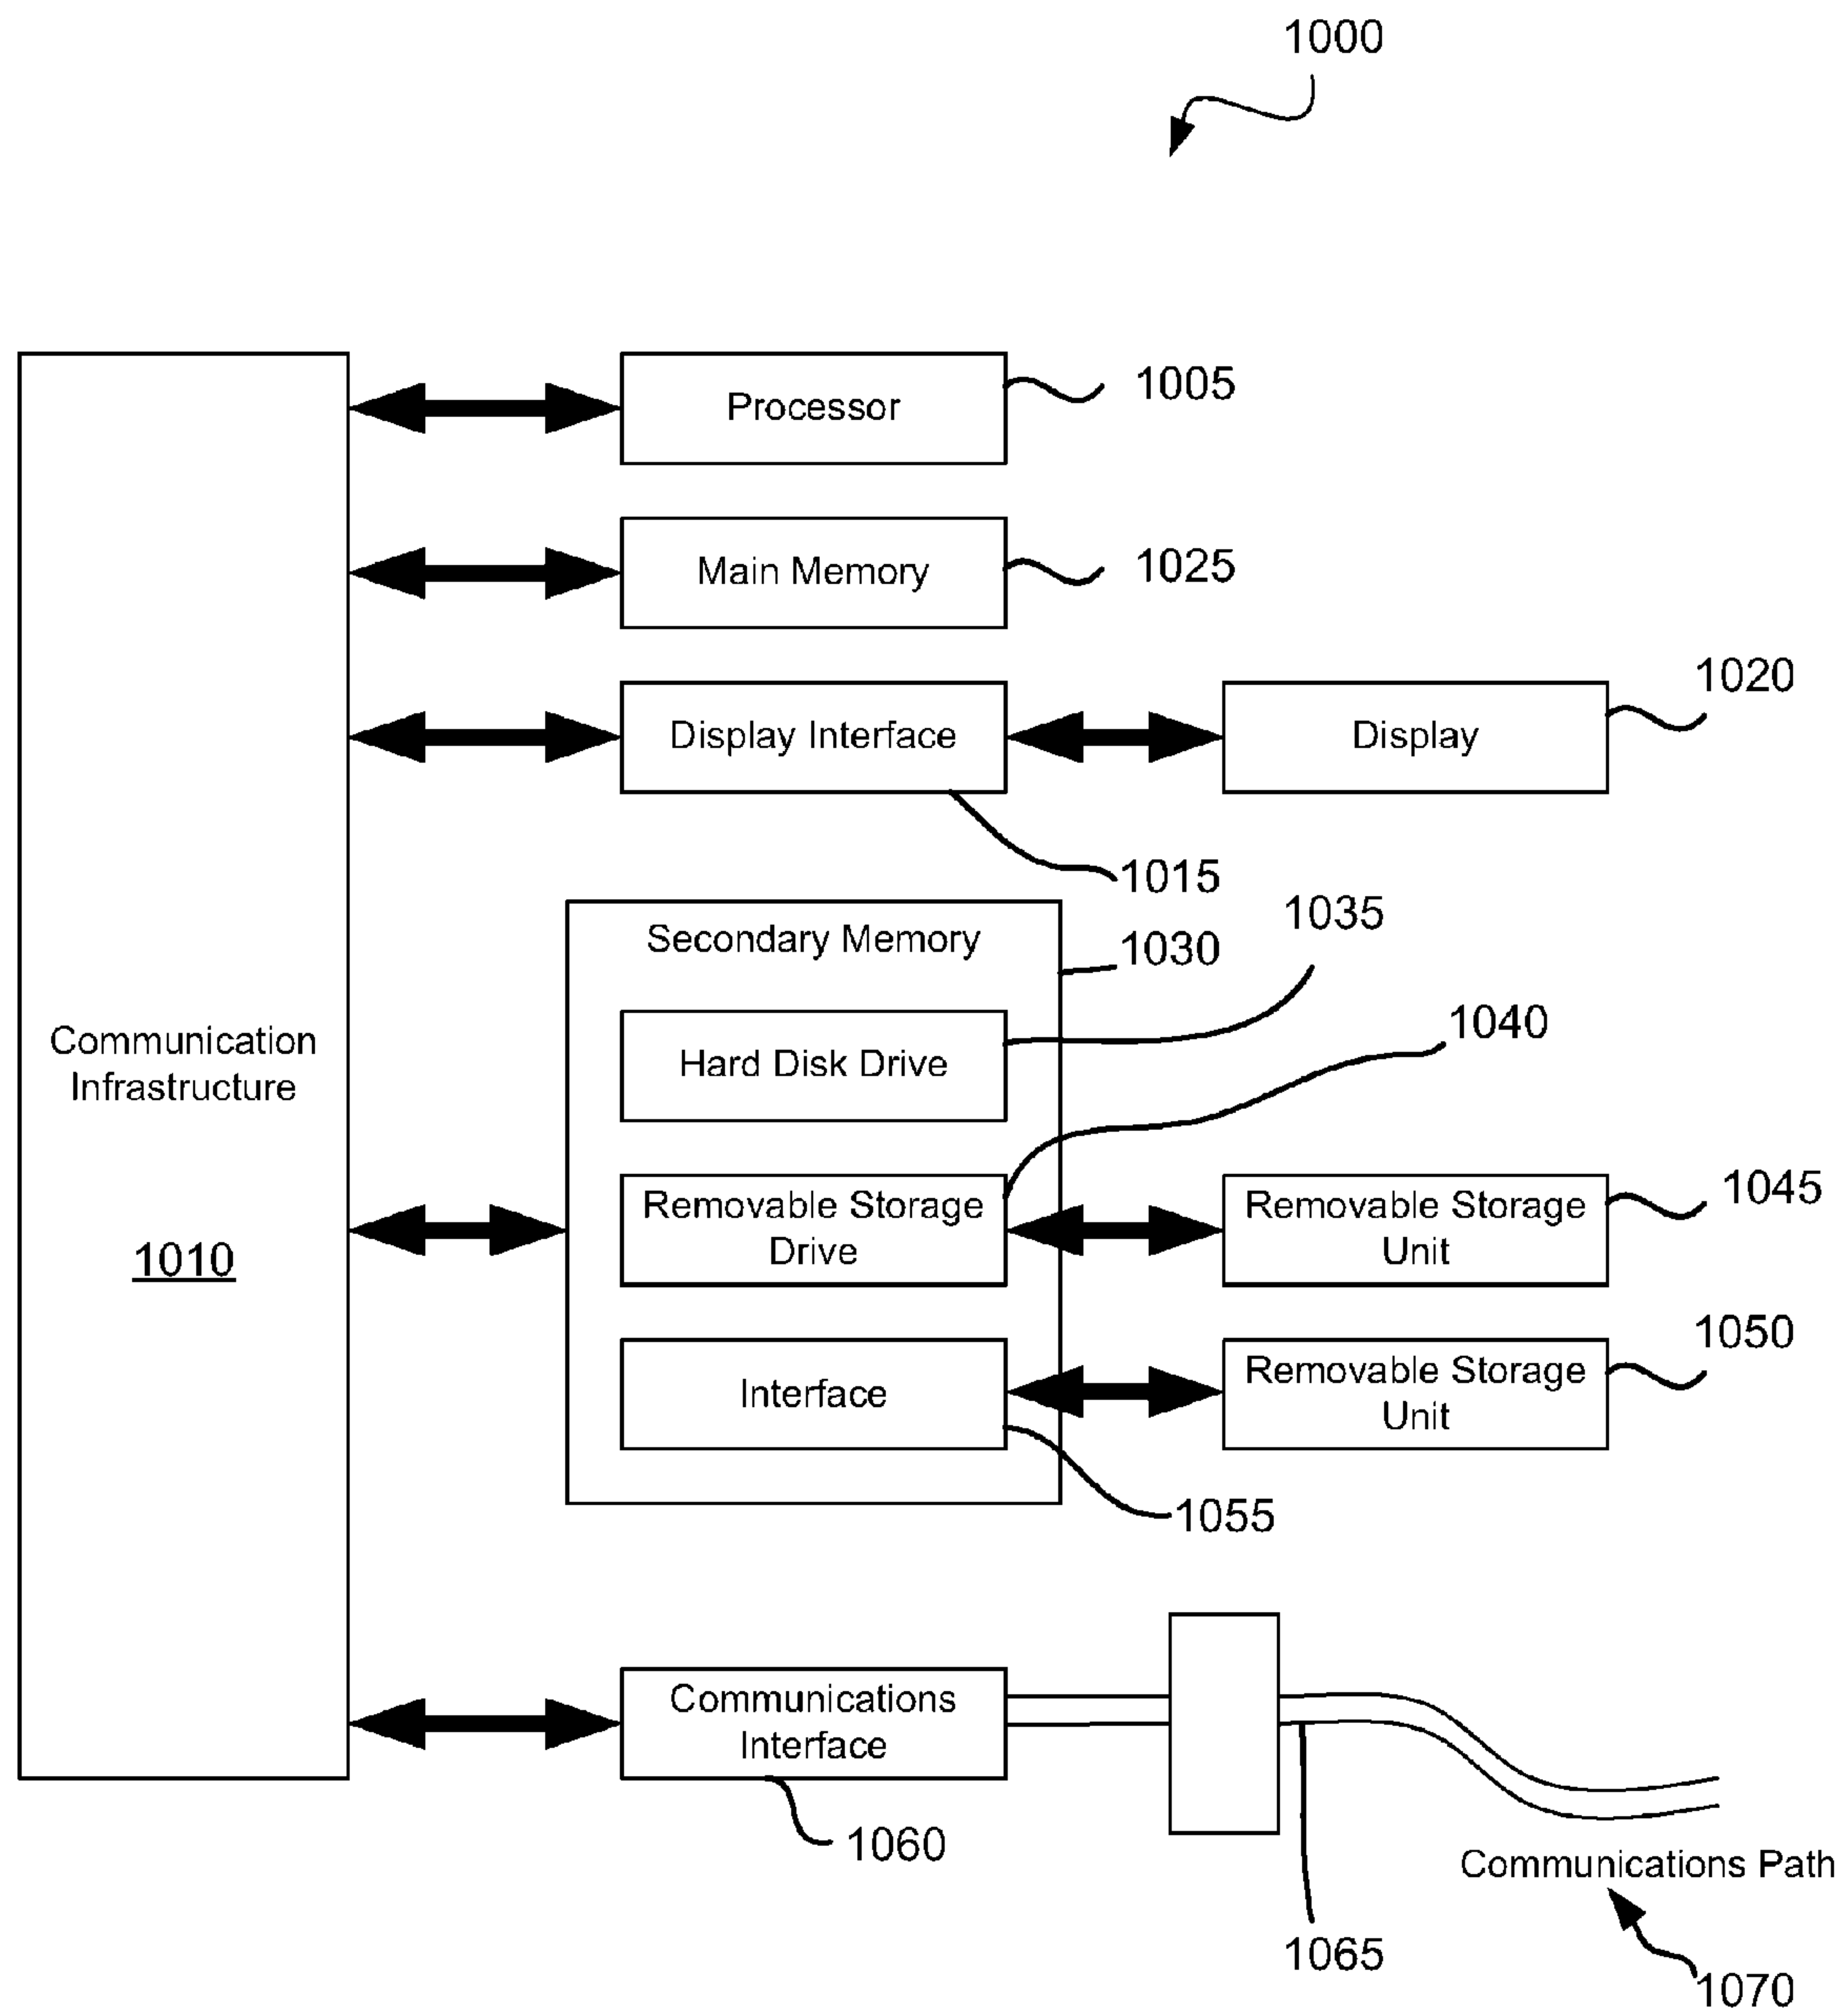 1000
Processor
1005
Main Memory
1025
1020
Display Interface
Display
1015
1035
Secondary Memory
1030
1040
Communication
Infrastructure
Hard Disk Drive
1010
Removable Storage
Drive
Removable Storage
Unit
1045
1050
Interface
Removable Storage
Unit
1055
Communications
Interface
1060
Communications Path
1065
1070